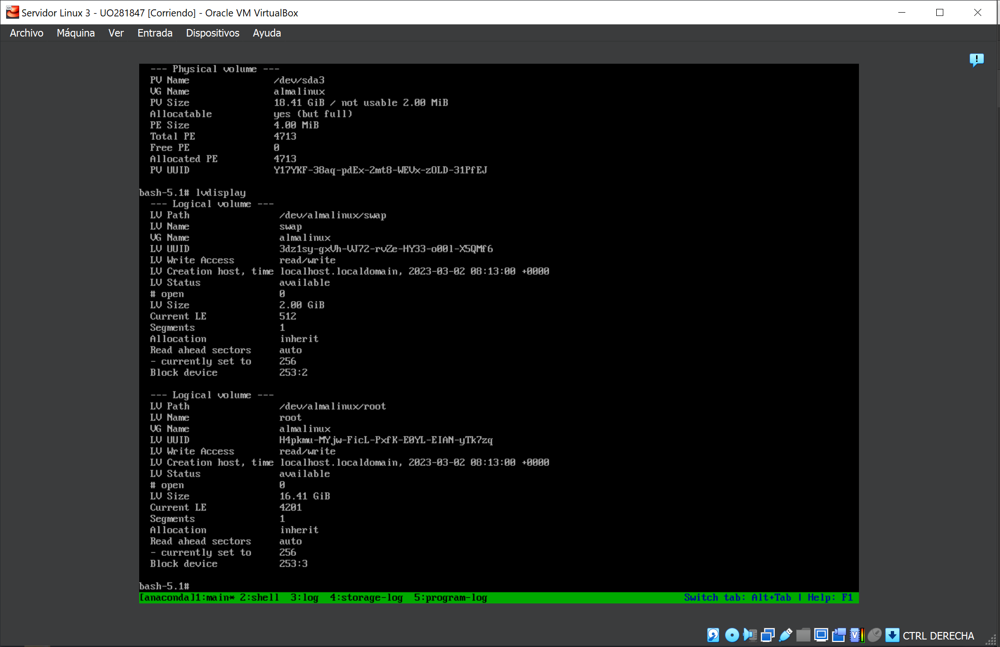 Servidor Linux 3 - UO281847 [Corriendo] - Oracle VM VirtualBox
Archivo Máquina Ver Entrada Dispositivos Ayuda
--- Physical volume ---
PV Name /dev/sda3
VG Name almalinux
PV Size 18.41 GiB / not usable 2.00 MiB
Allocatable yes (but full)
PE Size 4.00 MiB
Total PE 4713
Free PE 0
Allocated PE 4713
PV UUID Y17YKF-38aq-pdEx-2mt8-WEVx-zOLD-31PfEJ
bash-5.1# lvdisplay
--- Logical volume ---
LV Path /dev/almalinux/swap
LV Name swap
VG Name almalinux
LV UUID 3dz1sy-gxVh-VJ72-rvZe-HY33-o00l-X5QMf6
LV Write Access read/write
LV Creation host, time localhost.localdomain, 2023-03-02 08:13:00 +0000
LV Status available
# open 0
LV Size 2.00 GiB
Current LE 512
Segments 1
Allocation inherit
Read ahead sectors auto
- currently set to 256
Block device 253:2
--- Logical volume ---
LV Path /dev/almalinux/root
LV Name root
VG Name almalinux
LV UUID H4pkmu-MYjw-FicL-PxfK-E0YL-EIAN-yTk7zq
LV Write Access read/write
LV Creation host, time localhost.localdomain, 2023-03-02 08:13:00 +0000
LV Status available
# open 0
LV Size 16.41 GiB
Current LE 4201
Segments 1
Allocation inherit
Read ahead sectors auto
- currently set to 256
Block device 253:3
bash-5.1#
[anaconda]1:main* 2:shell 3:log 4:storage-log 5:program-log Switch tab: Alt+Tab | Help: F1
CTRL DERECHA